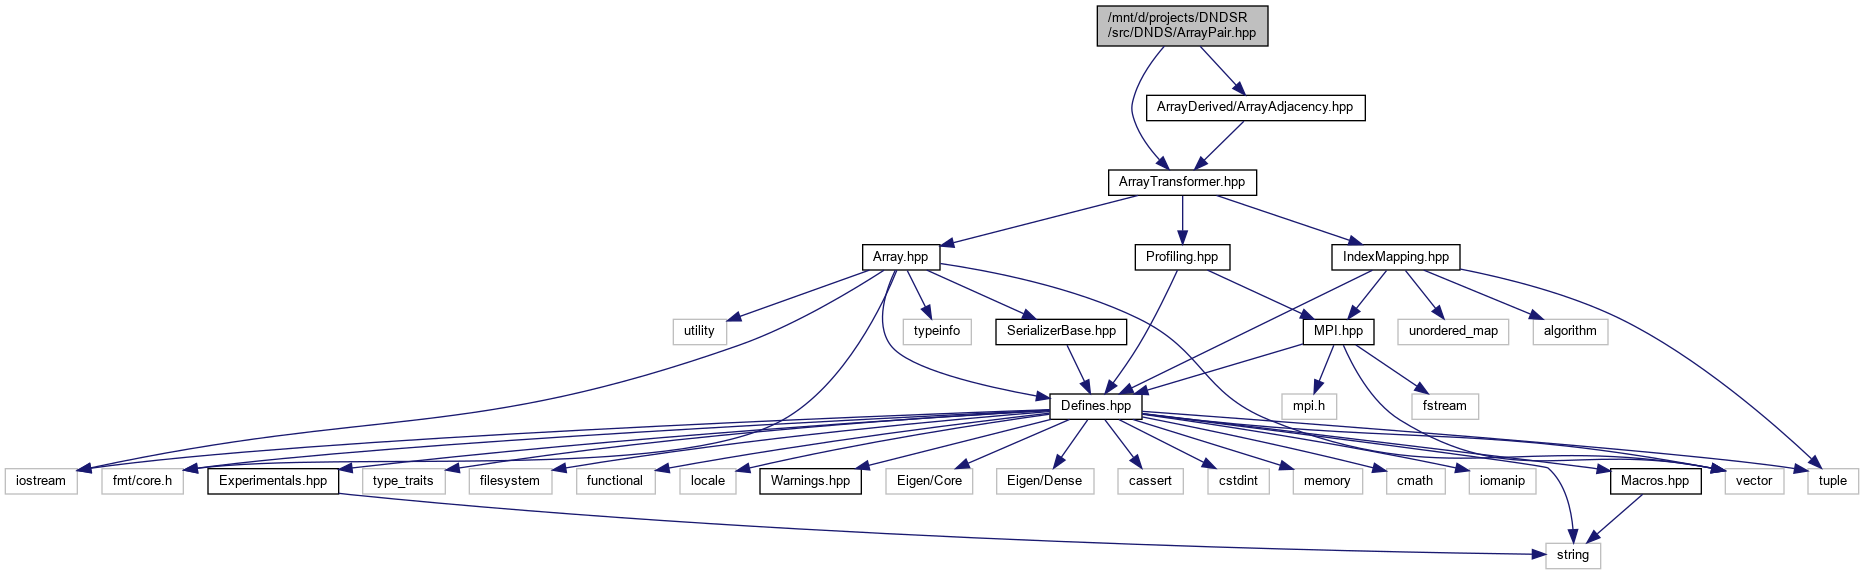 /mnt/d/projects/DNDSR
/src/DNDS/ArrayPair.hpp
ArrayDerived/ArrayAdjacency.hpp
ArrayTransformer.hpp
Array.hpp
Profiling.hpp
IndexMapping.hpp
utility
typeinfo
SerializerBase.hpp
MPI.hpp
unordered_map
algorithm
Defines.hpp
mpi.h
fstream
iostream
fmt/core.h
Experimentals.hpp
type_traits
filesystem
functional
locale
Warnings.hpp
Eigen/Core
Eigen/Dense
cassert
cstdint
memory
cmath
iomanip
Macros.hpp
vector
tuple
string